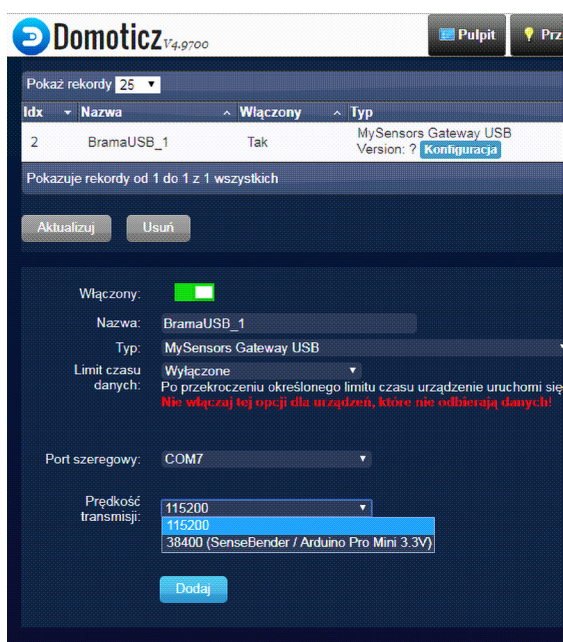 Domoticz V4.9700
Pulpit
Prz
Pokaż rekordy 25
Idx Nazwa Włączony Typ
2 BramaUSB_1 Tak MySensors Gateway USB
Version: ? Konfiguracja
Pokazuje rekordy od 1 do 1 z 1 wszystkich
Aktualizuj Usuń
Włączony:
Nazwa: BramaUSB_1
Typ: MySensors Gateway USB
Limit czasu danych: Wyłączone
Po przekroczeniu określonego limitu czasu urządzenie uruchomi się
Nie włączaj tej opcji dla urządzeń, które nie odbierają danych!
Port szeregowy: COM7
Prędkość transmisji: 115200
115200
38400 (SenseBender / Arduino Pro Mini 3.3V)
Dodaj